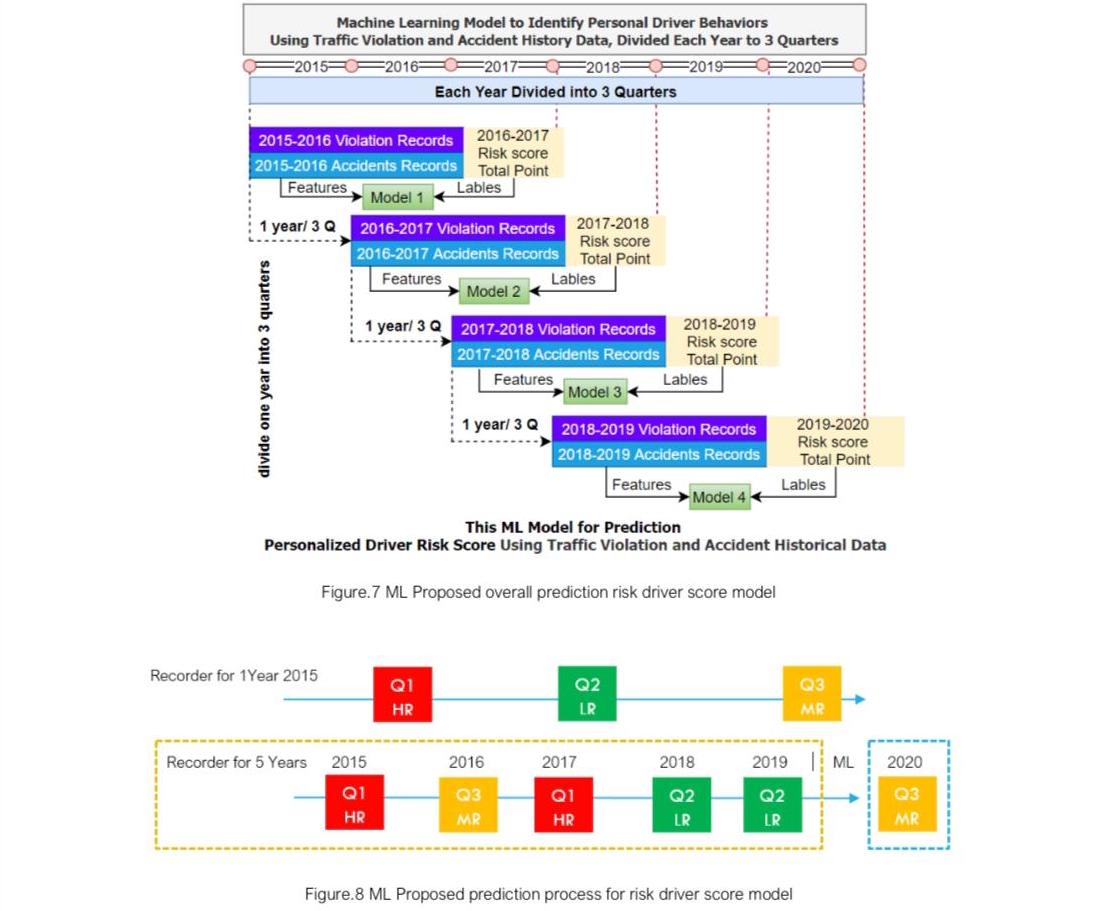 Machine Learning Model to Identify Personal Driver Behaviors
Using Traffic Violation and Accident History Data, Divided Each Year to 3 Quarters
2015 2016 2017 2018 2019 2020
Each Year Divided into 3 Quarters
2015-2016 Violation Records
2015-2016 Accidents Records
2016-2017
Risk score
Total Point
Features
Model 1
Lables
1 year/ 3 Q
2016-2017 Violation Records
2016-2017 Accidents Records
2017-2018
Risk score
Total Point
Features
Model 2
Lables
divide one year into 3 quarters
1 year/ 3 Q
2017-2018 Violation Records
2017-2018 Accidents Records
2018-2019
Risk score
Total Point
Features
Model 3
Lables
1 year/ 3 Q
2018-2019 Violation Records
2018-2019 Accidents Records
2019-2020
Risk score
Total Point
Features
Model 4
Lables
This ML Model for Prediction
Personalized Driver Risk Score Using Traffic Violation and Accident Historical Data
Figure.7 ML Proposed overall prediction risk driver score model
Recorder for 1Year 2015
Q1
HR
Q2
LR
Q3
MR
Recorder for 5 Years 2015 2016 2017 2018 2019 | ML 2020
Q1
HR
Q3
MR
Q1
HR
Q2
LR
Q2
LR
Q3
MR
Figure.8 ML Proposed prediction process for risk driver score model